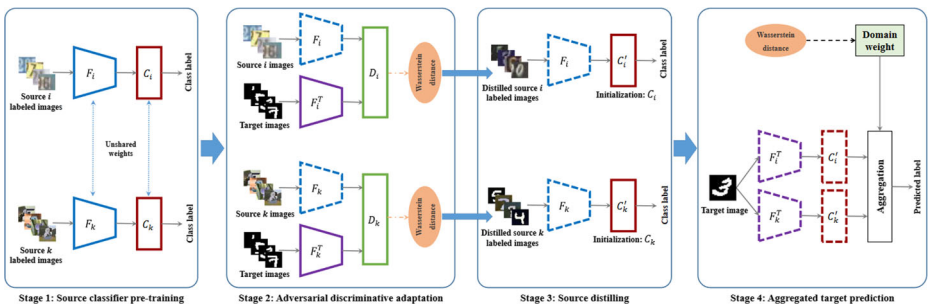 Source i
labeled images
F_i
C_i
Class label
Unshared
weights
Source k
labeled images
F_k
C_k
Class label
Stage 1: Source classifier pre-training
Source i images
F_i
Target images
F_i^T
D_i
Wasserstein
distance
Source k images
F_k
Target images
F_k^T
D_k
Wasserstein
distance
Stage 2: Adversarial discriminative adaptation
Distilled source i
labeled images
F_i
C_i'
Initialization: C_i
Class label
Distilled source k
labeled images
F_k
C_k'
Initialization: C_k
Class label
Stage 3: Source distilling
Wasserstein
distance
Domain
weight
Target image
F_i^T
C_i'
F_k^T
C_k'
Aggregation
Predicted label
Stage 4: Aggregated target prediction